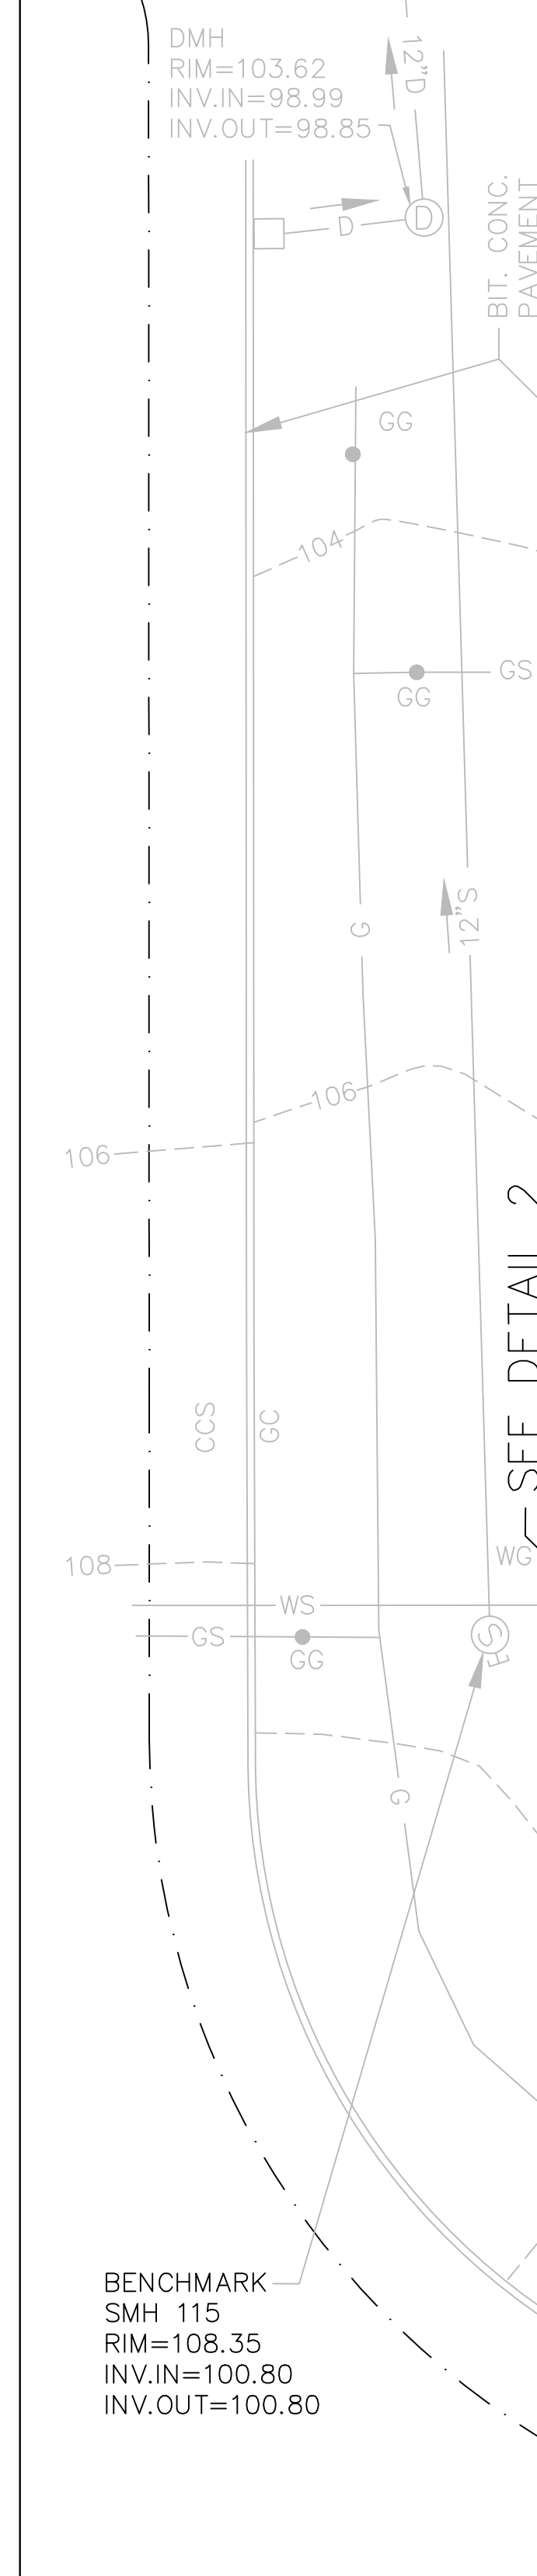 DMH
RIM=103.62
INV.IN=98.99
INV.OUT=98.85
12"D
D
D
BIT. CONC.
PAVEMENT
GG
104
GS
GG
12"S
G
106
106
SEE DETAIL 2
CCS
GC
108
WG
WS
GS
GG
S
G
BENCHMARK
SMH 115
RIM=108.35
INV.IN=100.80
INV.OUT=100.80